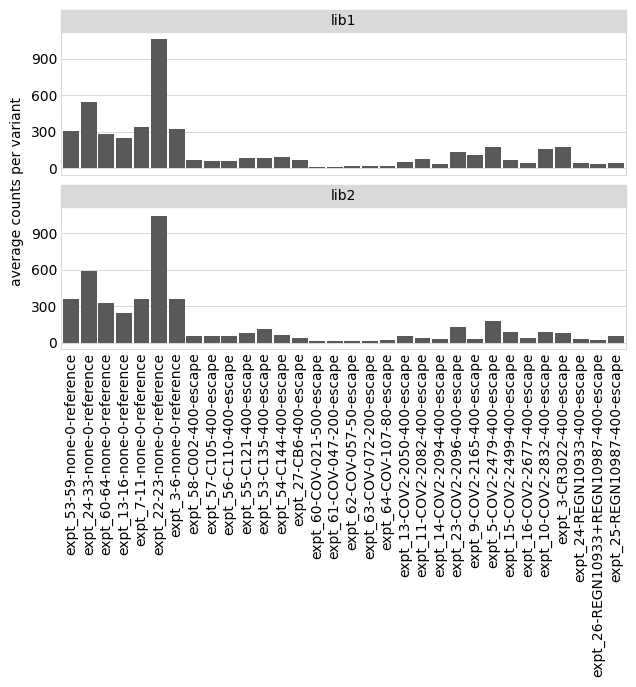 lib1
900
600
300
0
lib2
900
600
300
0
average counts per variant
expt_53-59-none-0-reference
expt_24-33-none-0-reference
expt_60-64-none-0-reference
expt_13-16-none-0-reference
expt_7-11-none-0-reference
expt_22-23-none-0-reference
expt_3-6-none-0-reference
expt_58-C002-400-escape
expt_57-C105-400-escape
expt_56-C110-400-escape
expt_55-C121-400-escape
expt_53-C135-400-escape
expt_54-C144-400-escape
expt_27-CB6-400-escape
expt_60-COV-021-500-escape
expt_61-COV-047-200-escape
expt_62-COV-057-50-escape
expt_63-COV-072-200-escape
expt_64-COV-107-80-escape
expt_13-COV2-2050-400-escape
expt_11-COV2-2082-400-escape
expt_14-COV2-2094-400-escape
expt_23-COV2-2096-400-escape
expt_9-COV2-2165-400-escape
expt_5-COV2-2479-400-escape
expt_15-COV2-2499-400-escape
expt_16-COV2-2677-400-escape
expt_10-COV2-2832-400-escape
expt_3-CR3022-400-escape
expt_24-REGN10933-400-escape
expt_26-REGN10933+REGN10987-400-escape
expt_25-REGN10987-400-escape